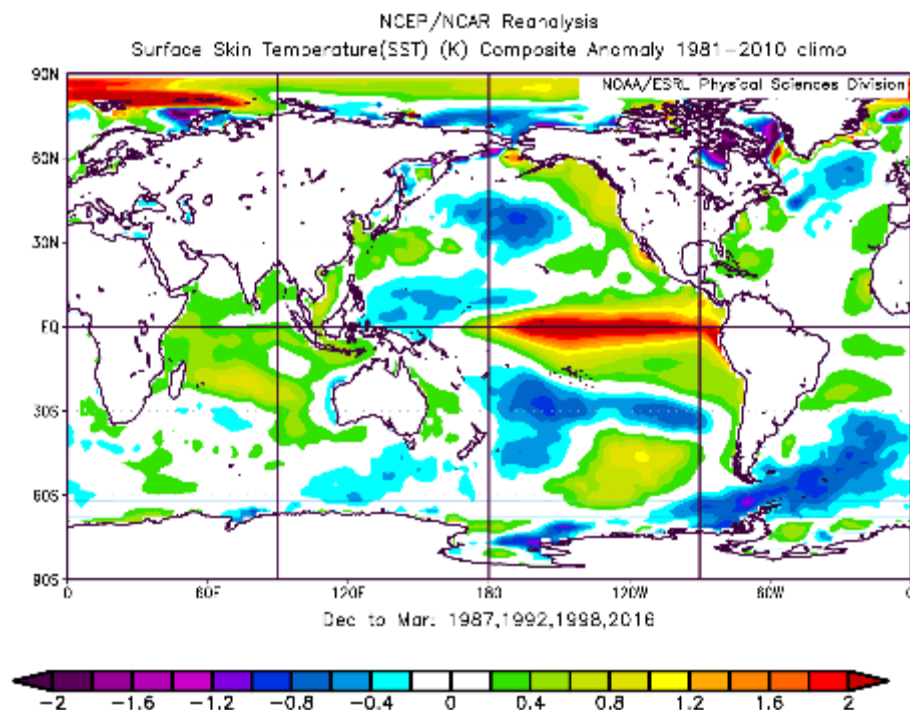 NCEP/NCAR Reanalysis
Surface Skin Temperature(SST) (K) Composite Anomaly 1981-2010 climo
NOAA/ESRL Physical Sciences Division
90N
60N
30N
EQ
30S
60S
90S
0 60E 120E 180 120W 60W 0
Dec to Mar: 1987,1992,1998,2016
-2 -1.6 -1.2 -0.8 -0.4 0 0.4 0.8 1.2 1.6 2